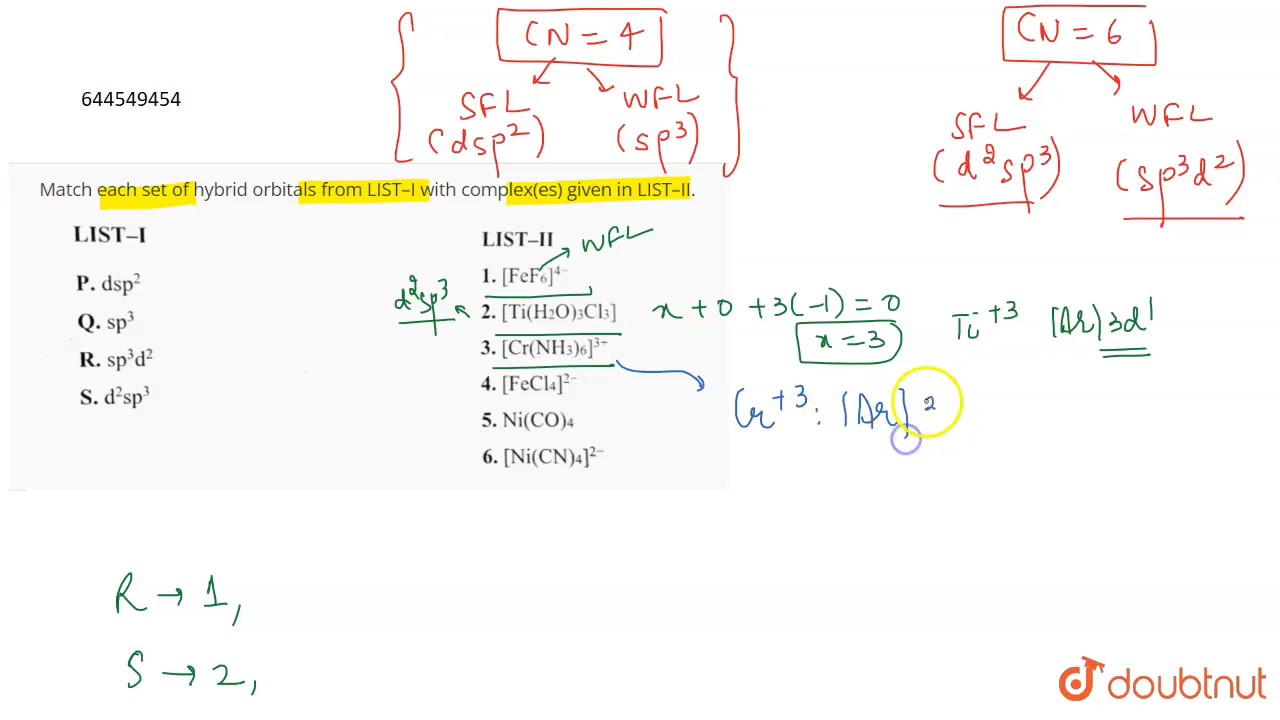 CN = 4
CN = 6
644549454
SFL WFL
(dsp²) (sp³)
SFL WFL
(d²sp³) (sp³d²)
Match each set of hybrid orbitals from LIST–I with complex(es) given in LIST–II.
LIST–I
P. dsp²
Q. sp³
R. sp³d²
S. d²sp³
LIST–II
1. [FeF₆]⁴⁻ WFL
d²sp³
2. [Ti(H₂O)₃Cl₃]
3. [Cr(NH₃)₆]³⁺
4. [FeCl₄]²⁻
5. Ni(CO)₄
6. [Ni(CN)₄]²⁻
x + 0 + 3(-1) = 0
x = 3
Ti⁺³ [Ar] 3d¹
Cr⁺³ : [Ar]
R → 1,
S → 2,
doubtnut